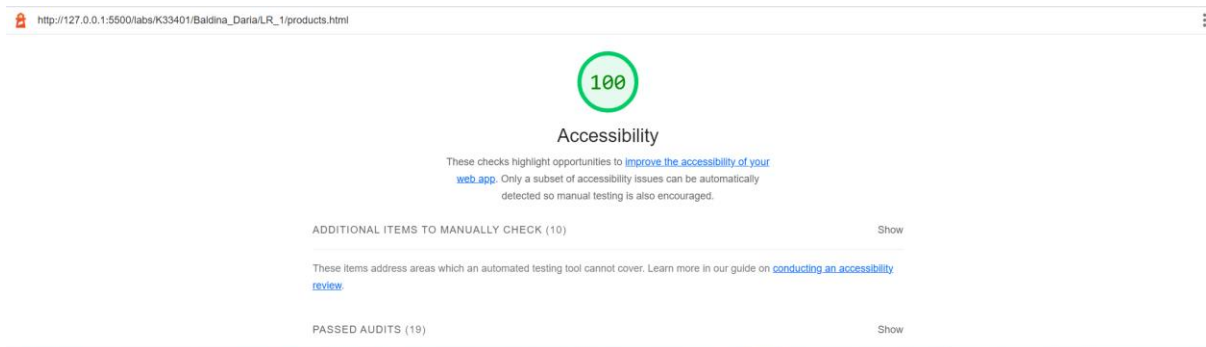 http://127.0.0.1:5500/labs/K33401/Baidina_Daria/LR_1/products.html
100
Accessibility
These checks highlight opportunities to improve the accessibility of your
web app. Only a subset of accessibility issues can be automatically
detected so manual testing is also encouraged.
ADDITIONAL ITEMS TO MANUALLY CHECK (10) Show
These items address areas which an automated testing tool cannot cover. Learn more in our guide on conducting an accessibility
review.
PASSED AUDITS (19) Show